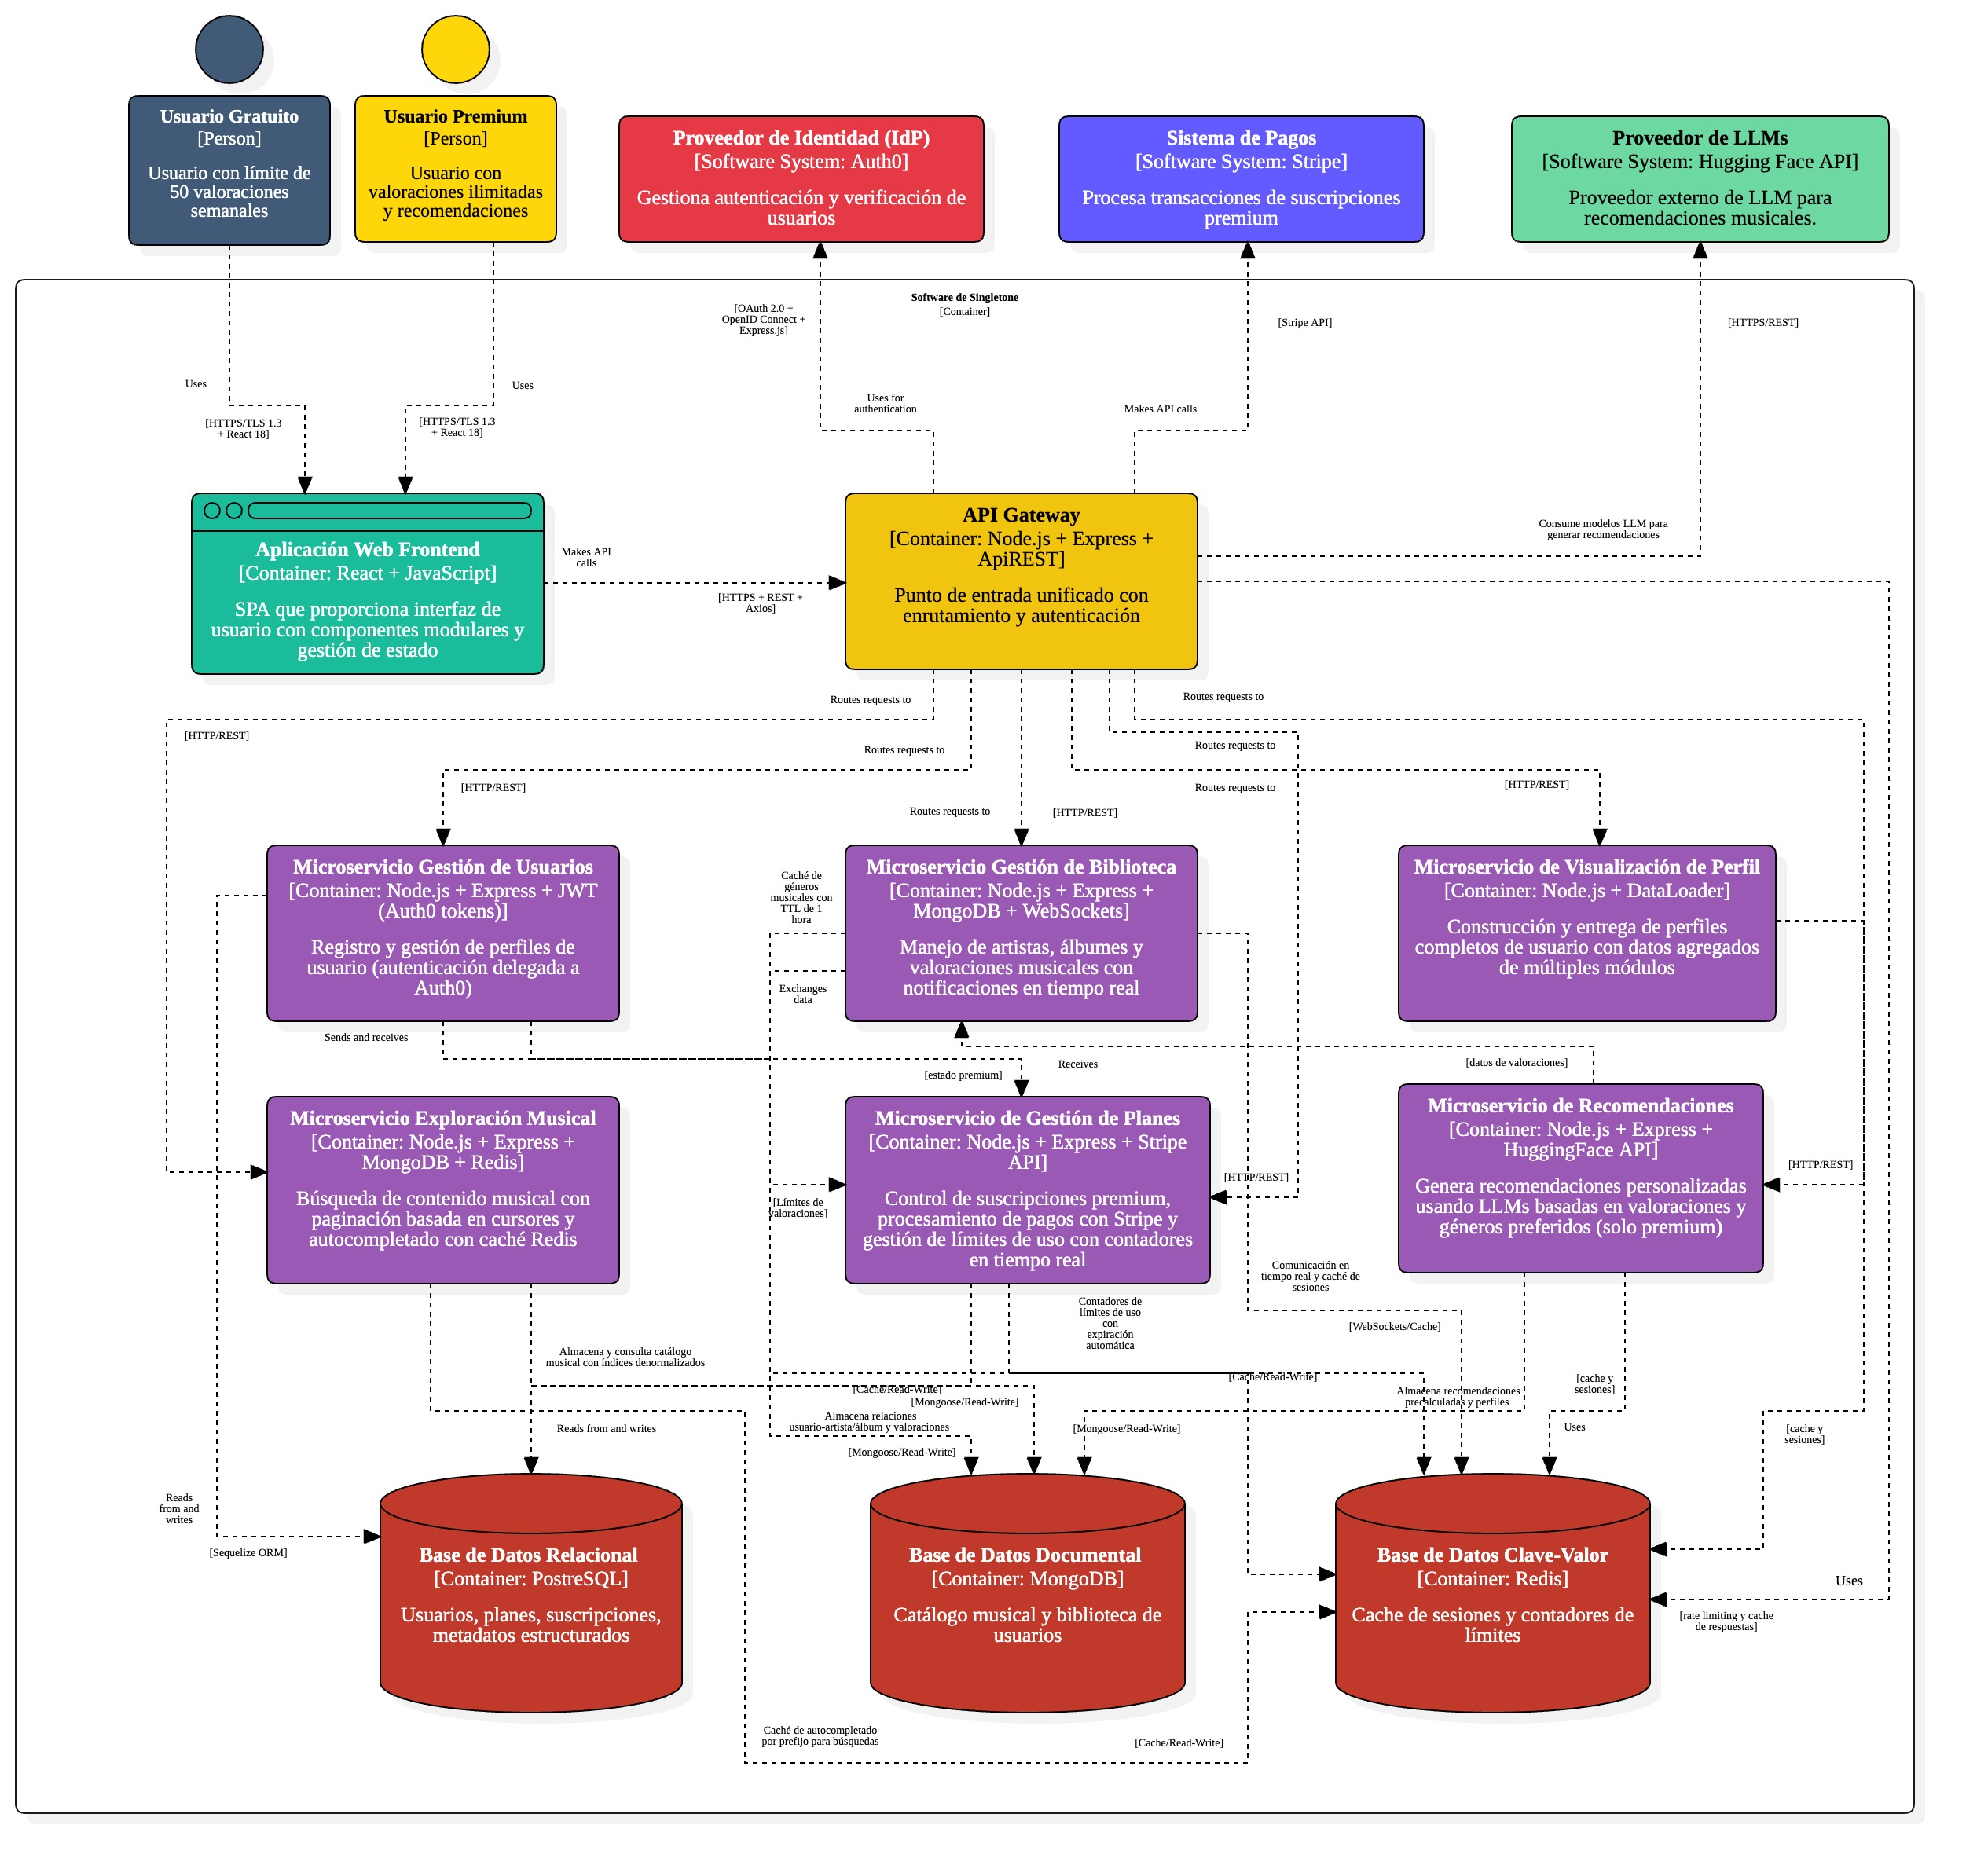 Usuario Gratuito
[Person]
Usuario con límite de
50 valoraciones
semanales
Usuario Premium
[Person]
Usuario con
valoraciones ilimitadas
y recomendaciones
Proveedor de Identidad (IdP)
[Software System: Auth0]
Gestiona autenticación y verificación de
usuarios
Sistema de Pagos
[Software System: Stripe]
Procesa transacciones de suscripciones
premium
Proveedor de LLMs
[Software System: Hugging Face API]
Proveedor externo de LLM para
recomendaciones musicales.
Software de Singletone
[Container]
[OAuth 2.0 +
OpenID Connect +
Express.js]
[Stripe API]
[HTTPS/REST]
Uses
Uses
[HTTPS/TLS 1.3
+ React 18]
[HTTPS/TLS 1.3
+ React 18]
Uses for
authentication
Makes API calls
Aplicación Web Frontend
[Container: React + JavaScript]
SPA que proporciona interfaz de
usuario con componentes modulares y
gestión de estado
Makes API
calls
[HTTPS + REST +
Axios]
API Gateway
[Container: Node.js + Express +
ApiREST]
Punto de entrada unificado con
enrutamiento y autenticación
Consume modelos LLM para
generar recomendaciones
Routes requests to
Routes requests to
[HTTP/REST]
Routes requests to
Routes requests to
[HTTP/REST]
Routes requests to
[HTTP/REST]
Routes requests to
[HTTP/REST]
Microservicio Gestión de Usuarios
[Container: Node.js + Express + JWT
(Auth0 tokens)]
Registro y gestión de perfiles de
usuario (autenticación delegada a
Auth0)
Caché de
géneros
musicales con
TTL de 1
hora
Exchanges
data
Microservicio Gestión de Biblioteca
[Container: Node.js + Express +
MongoDB + WebSockets]
Manejo de artistas, álbumes y
valoraciones musicales con
notificaciones en tiempo real
Microservicio de Visualización de Perfil
[Container: Node.js + DataLoader]
Construcción y entrega de perfiles
completos de usuario con datos agregados
de múltiples módulos
Sends and receives
[estado premium]
Receives
[datos de valoraciones]
Microservicio Exploración Musical
[Container: Node.js + Express +
MongoDB + Redis]
Búsqueda de contenido musical con
paginación basada en cursores y
autocompletado con caché Redis
[Límites de
valoraciones]
Microservicio de Gestión de Planes
[Container: Node.js + Express + Stripe
API]
Control de suscripciones premium,
procesamiento de pagos con Stripe y
gestión de límites de uso con contadores
en tiempo real
[HTTP/REST]
Microservicio de Recomendaciones
[Container: Node.js + Express +
HuggingFace API]
Genera recomendaciones personalizadas
usando LLMs basadas en valoraciones y
géneros preferidos (solo premium)
[HTTP/REST]
Comunicación en
tiempo real y caché de
sesiones
[WebSockets/Cache]
Contadores de
límites de uso
con
expiración
automática
Almacena y consulta catálogo
musical con índices denormalizados
[Cache/Read-Write]
[Mongoose/Read-Write]
[Cache/Read-Write]
Almacena recomendaciones
precalculadas y perfiles
[cache y
sesiones]
Reads from and writes
Almacena relaciones
usuario-artista/álbum y valoraciones
[Mongoose/Read-Write]
[Mongoose/Read-Write]
Uses
[cache y
sesiones]
Reads
from and
writes
[Sequelize ORM]
Base de Datos Relacional
[Container: PostreSQL]
Usuarios, planes, suscripciones,
metadatos estructurados
Base de Datos Documental
[Container: MongoDB]
Catálogo musical y biblioteca de
usuarios
Base de Datos Clave-Valor
[Container: Redis]
Cache de sesiones y contadores de
límites
Uses
[rate limiting y cache
de respuestas]
Caché de autocompletado
por prefijo para búsquedas
[Cache/Read-Write]